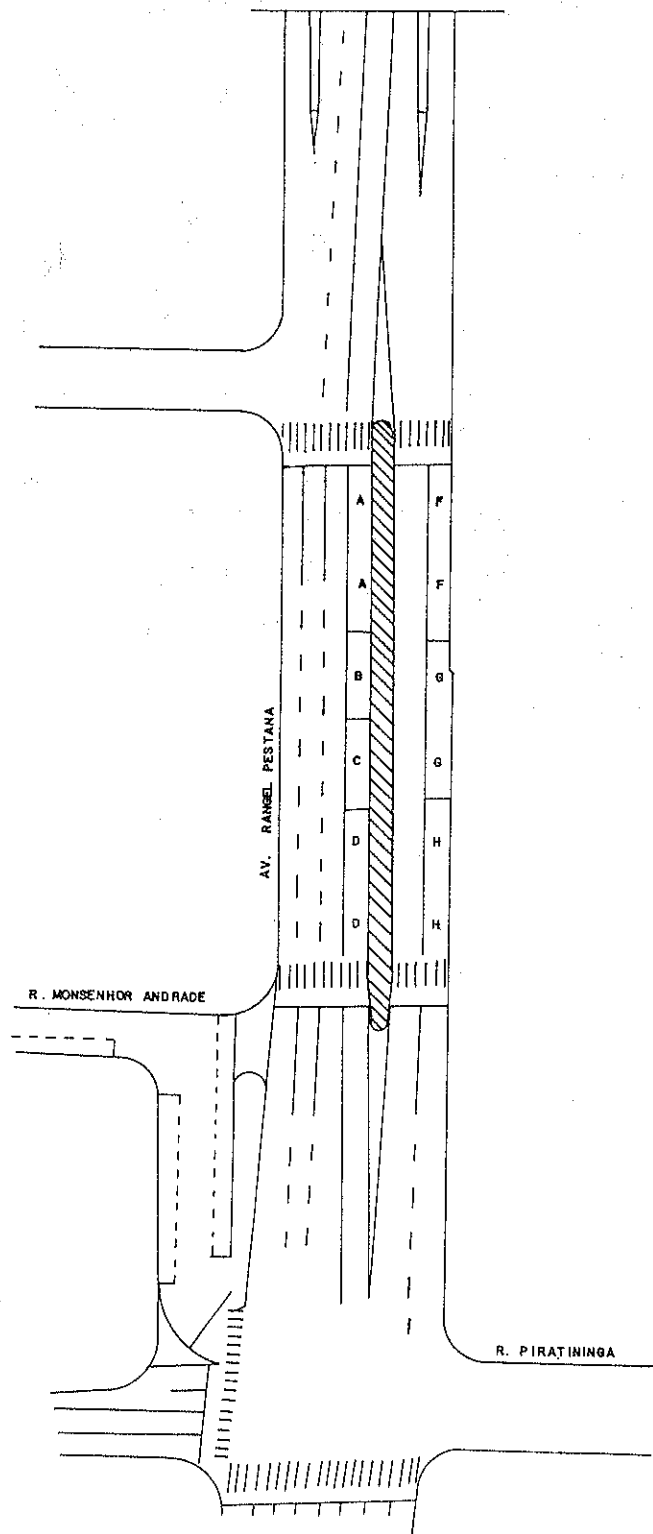 A F
A F
B G
C G
D H
D H
AV. RANGEL PESTANA
R. MONSENHOR ANDRADE
R. PIRATININGA